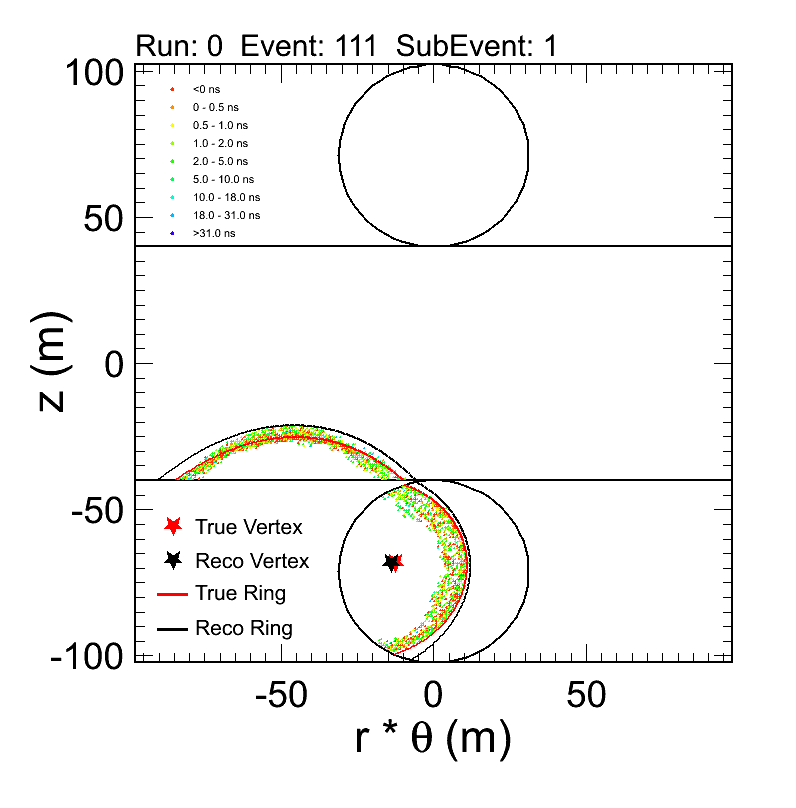 Run: 0 Event: 111 SubEvent: 1
100
<0 ns
0 - 0.5 ns
0.5 - 1.0 ns
1.0 - 2.0 ns
2.0 - 5.0 ns
5.0 - 10.0 ns
10.0 - 18.0 ns
18.0 - 31.0 ns
>31.0 ns
50
z (m)
0
-50
True Vertex
Reco Vertex
True Ring
Reco Ring
-100
-50 0 50
r * θ (m)